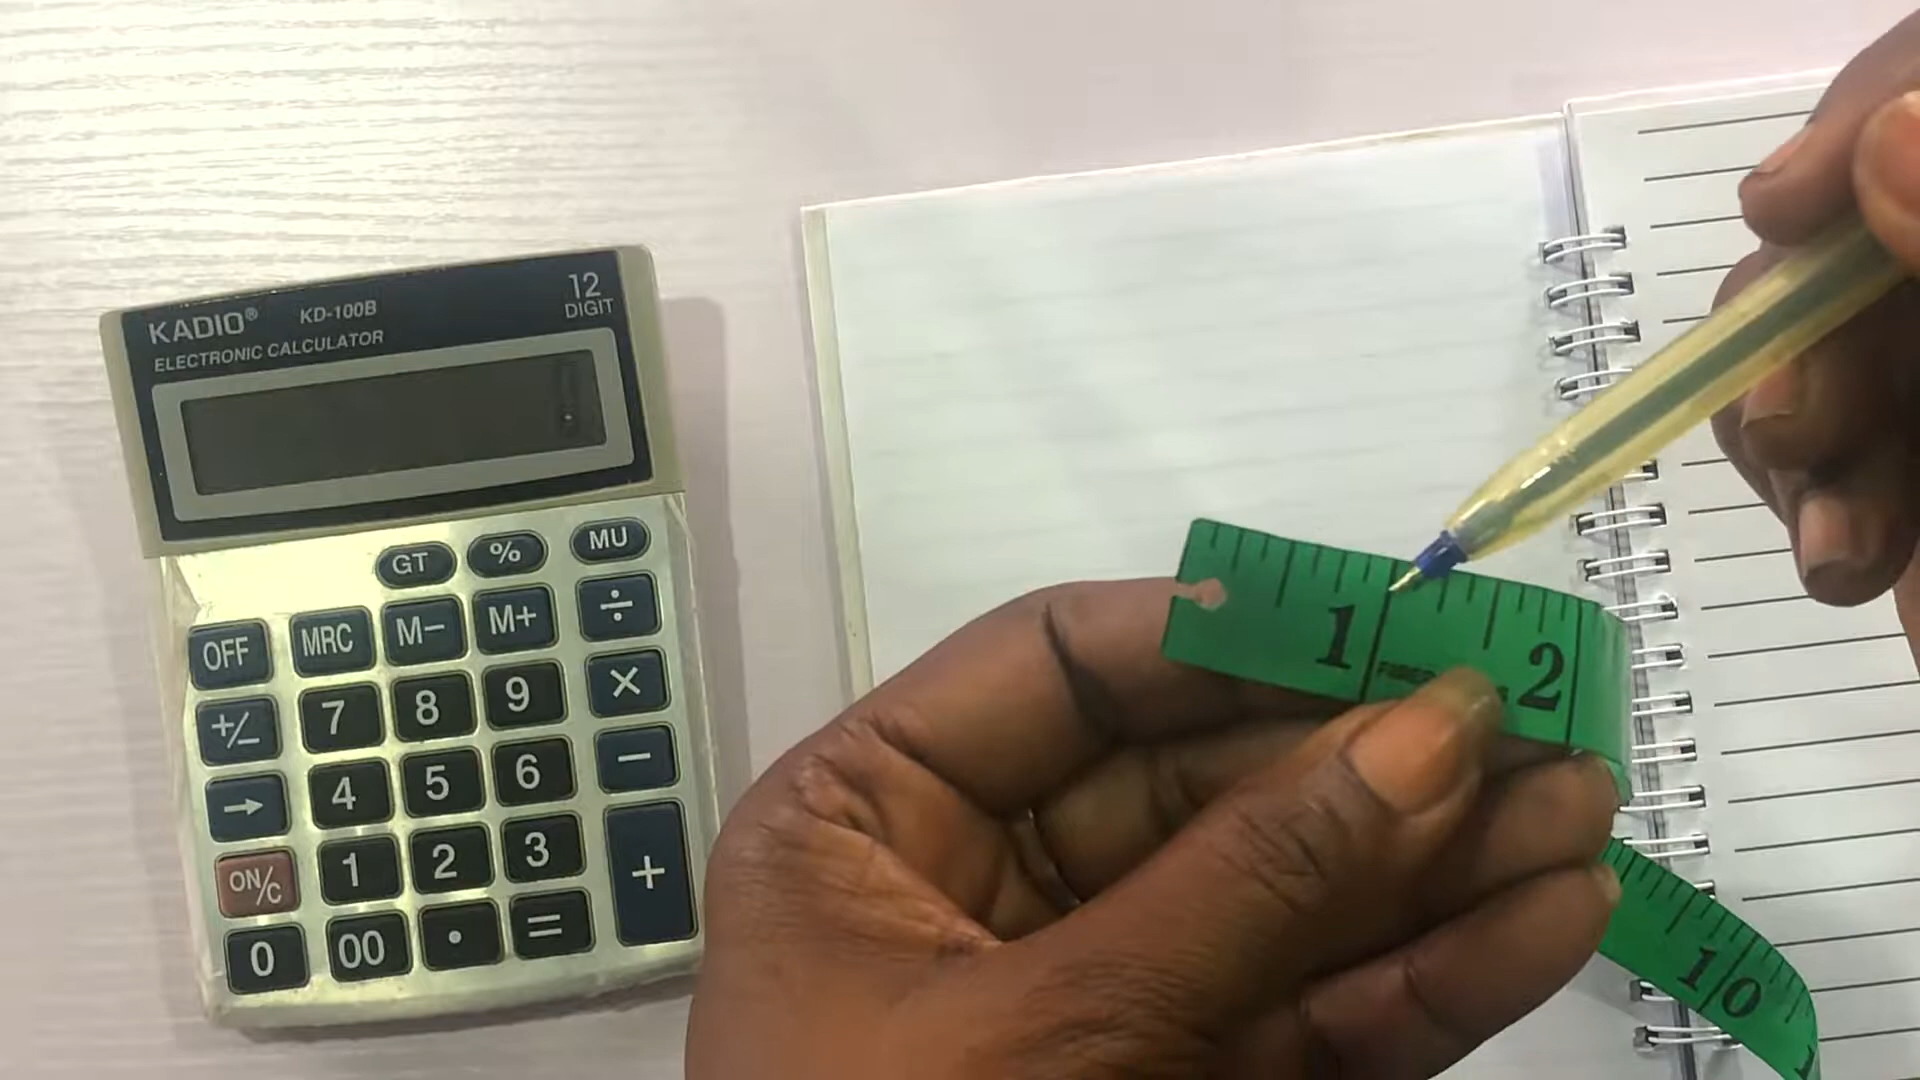 KADIO® KD-100B 12 DIGIT
ELECTRONIC CALCULATOR
GT % MU
OFF MRC M− M+ ÷
+/− 7 8 9 ×
→ 4 5 6 −
ON/C 1 2 3 +
0 00 . =
1 2
10